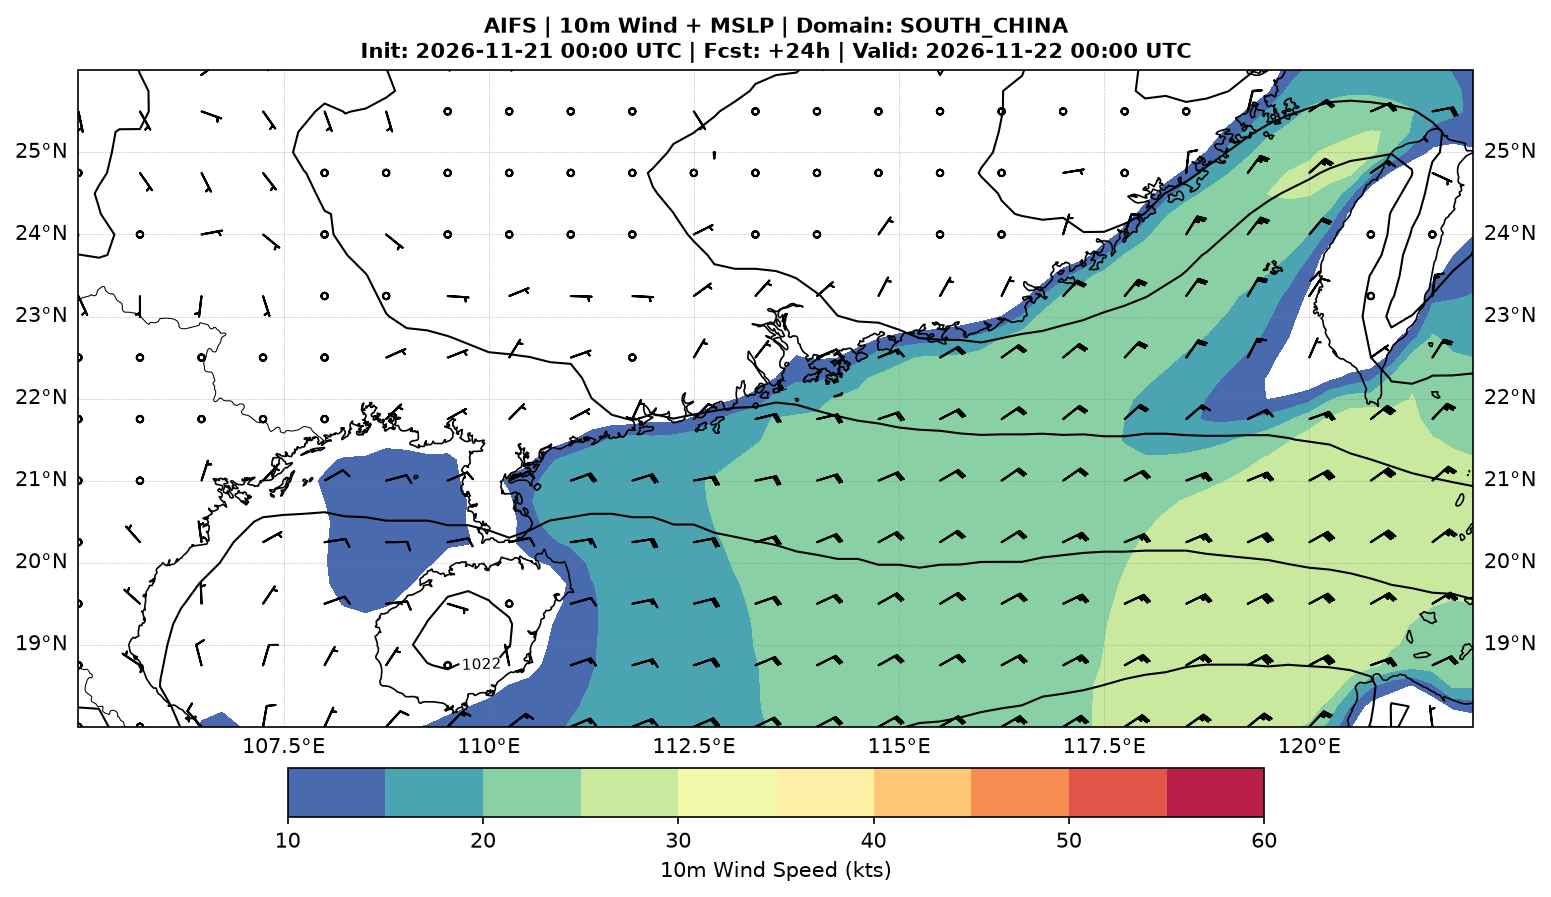 AIFS | 10m Wind + MSLP | Domain: SOUTH_CHINA
Init: 2026-11-21 00:00 UTC | Fcst: +24h | Valid: 2026-11-22 00:00 UTC
25°N 25°N
24°N 24°N
23°N 23°N
22°N 22°N
21°N 21°N
20°N 20°N
19°N 19°N
1022
107.5°E 110°E 112.5°E 115°E 117.5°E 120°E
10 20 30 40 50 60
10m Wind Speed (kts)